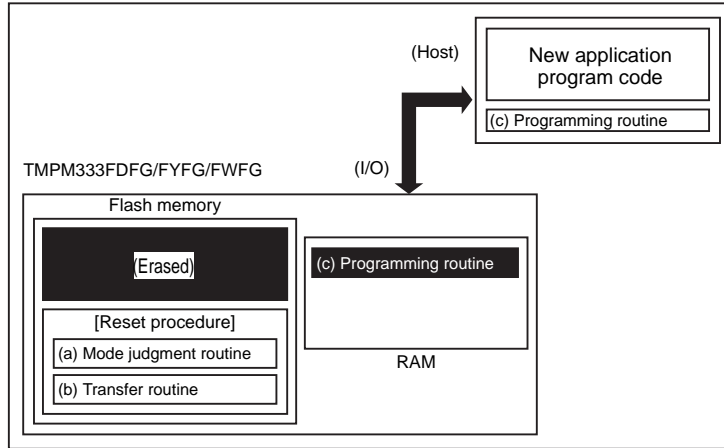 (Host)
New application
program code
(c) Programming routine
(I/O)
TMPM333FDFG/FYFG/FWFG
Flash memory
(Erased)
(c) Programming routine
[Reset procedure]
(a) Mode judgment routine
(b) Transfer routine
RAM